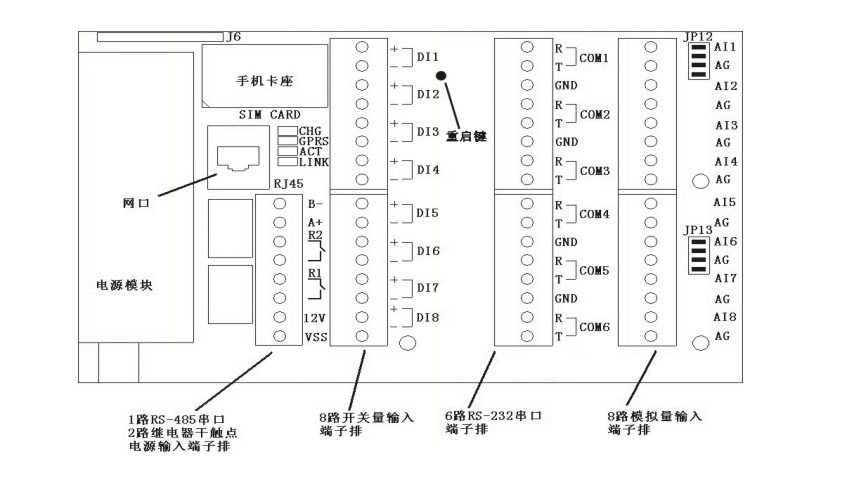 J6
手机卡座
SIM CARD
CHG
GPRS
ACT
LINK
RJ45
网口
电源模块
B-
A+
R2
R1
12V
VSS
+
- DI1
+
- DI2
+
- DI3
+
- DI4
+
- DI5
+
- DI6
+
- DI7
+
- DI8
重启键
R
T COM1
GND
R
T COM2
GND
R
T COM3
R
T COM4
GND
R
T COM5
GND
R
T COM6
JP12
AI1
AG
AI2
AG
AI3
AG
AI4
AG
AI5
AG
JP13
AI6
AG
AI7
AG
AI8
AG
1路RS-485串口
2路继电器干触点
电源输入端子排
8路开关量输入
端子排
6路RS-232串口
端子排
8路模拟量输入
端子排